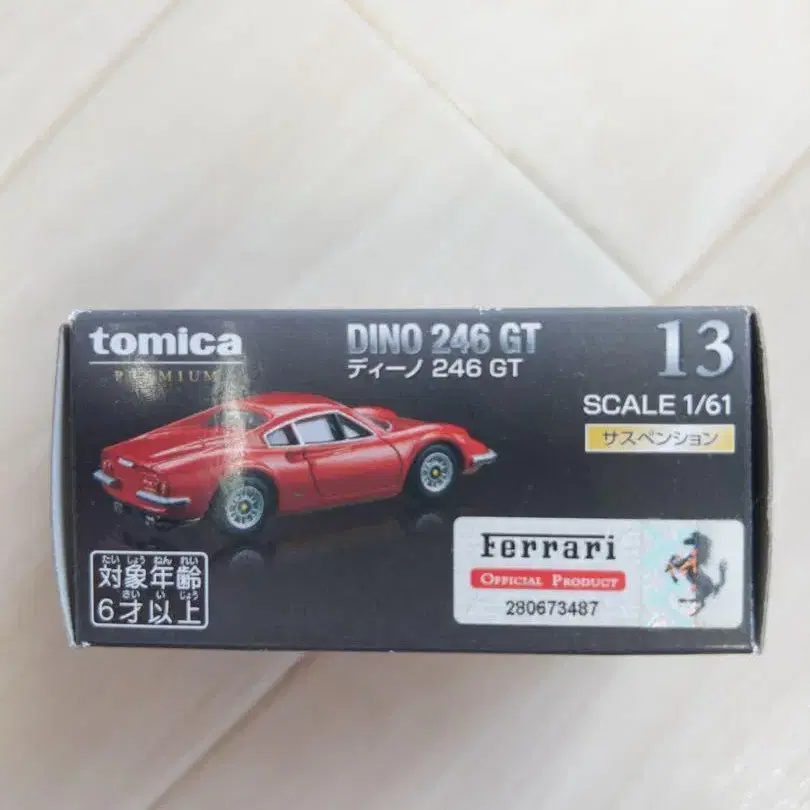 tomica
PREMIUM
DINO 246 GT
ディーノ 246 GT
13
SCALE 1/61
サスペンション
たいしょうねんれい
対象年齢
さい いじょう
6才以上
Ferrari
OFFICIAL PRODUCT
280673487